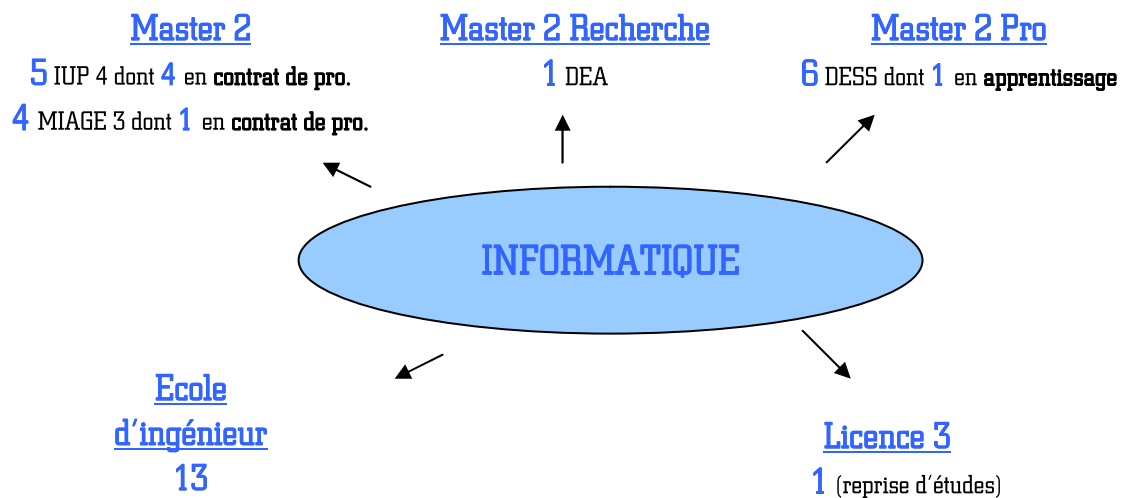 Master 2
5 IUP 4 dont 4 en contrat de pro.
4 MIAGE 3 dont 1 en contrat de pro.
Master 2 Recherche
1 DEA
Master 2 Pro
6 DESS dont 1 en apprentissage
INFORMATIQUE
Ecole
d'ingénieur
13
Licence 3
1 (reprise d'études)